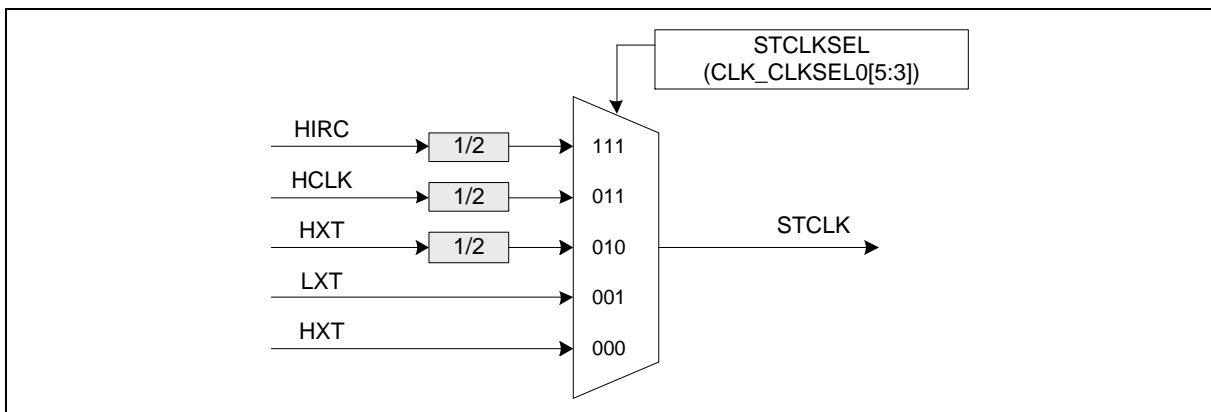 STCLKSEL
(CLK_CLKSEL0[5:3])
HIRC
1/2
111
HCLK
1/2
011
HXT
1/2
010
STCLK
LXT
001
HXT
000